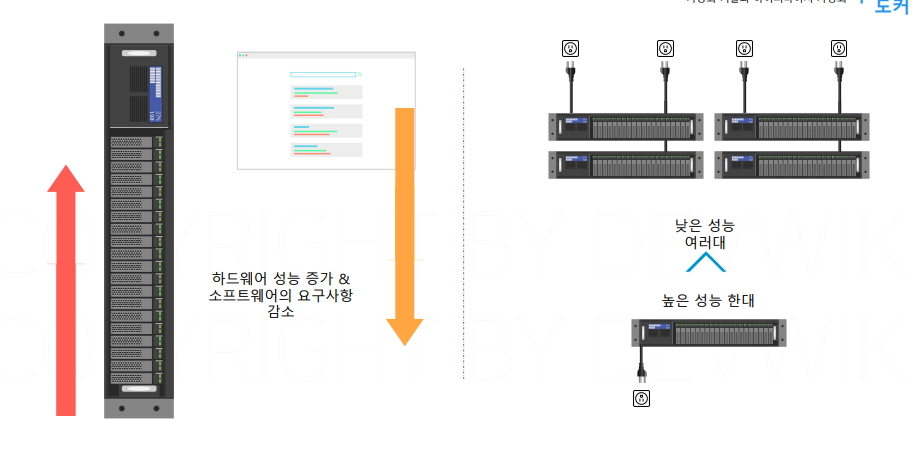 도커
하드웨어 성능 증가 &
소프트웨어의 요구사항
감소
낮은 성능
여러대
높은 성능 한대
COPYRIGHT BY DEVWIK
COPYRIGHT BY DEVWIK